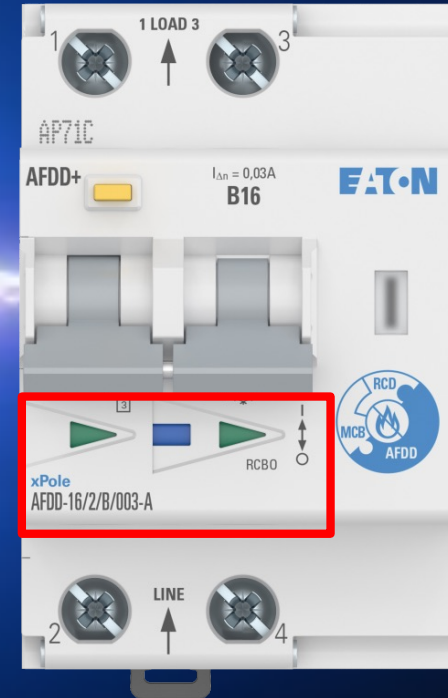 1 LOAD 3
1
3
AP71C
AFDD+
I∆n = 0,03A
B16
EATON
3
I
RCBO
O
RCD
MCB
AFDD
xPole
AFDD-16/2/B/003-A
LINE
2
4